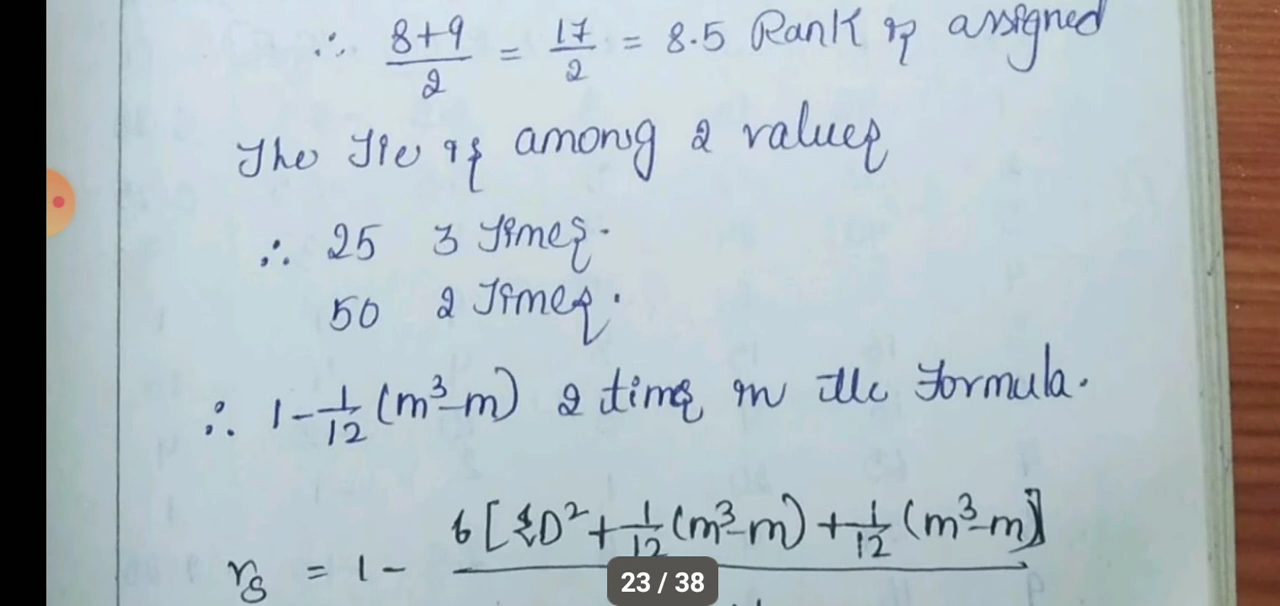 ∴ 8+9/2 = 17/2 = 8.5 Rank is assigned
The Tie is among 2 values
∴ 25 3 Times.
50 2 Times.
∴ 1-1/12 (m³-m) 2 times in the Formula.
rs = 1- 6[ΣD²+1/12(m³-m)+1/12(m³-m)]
23 / 38